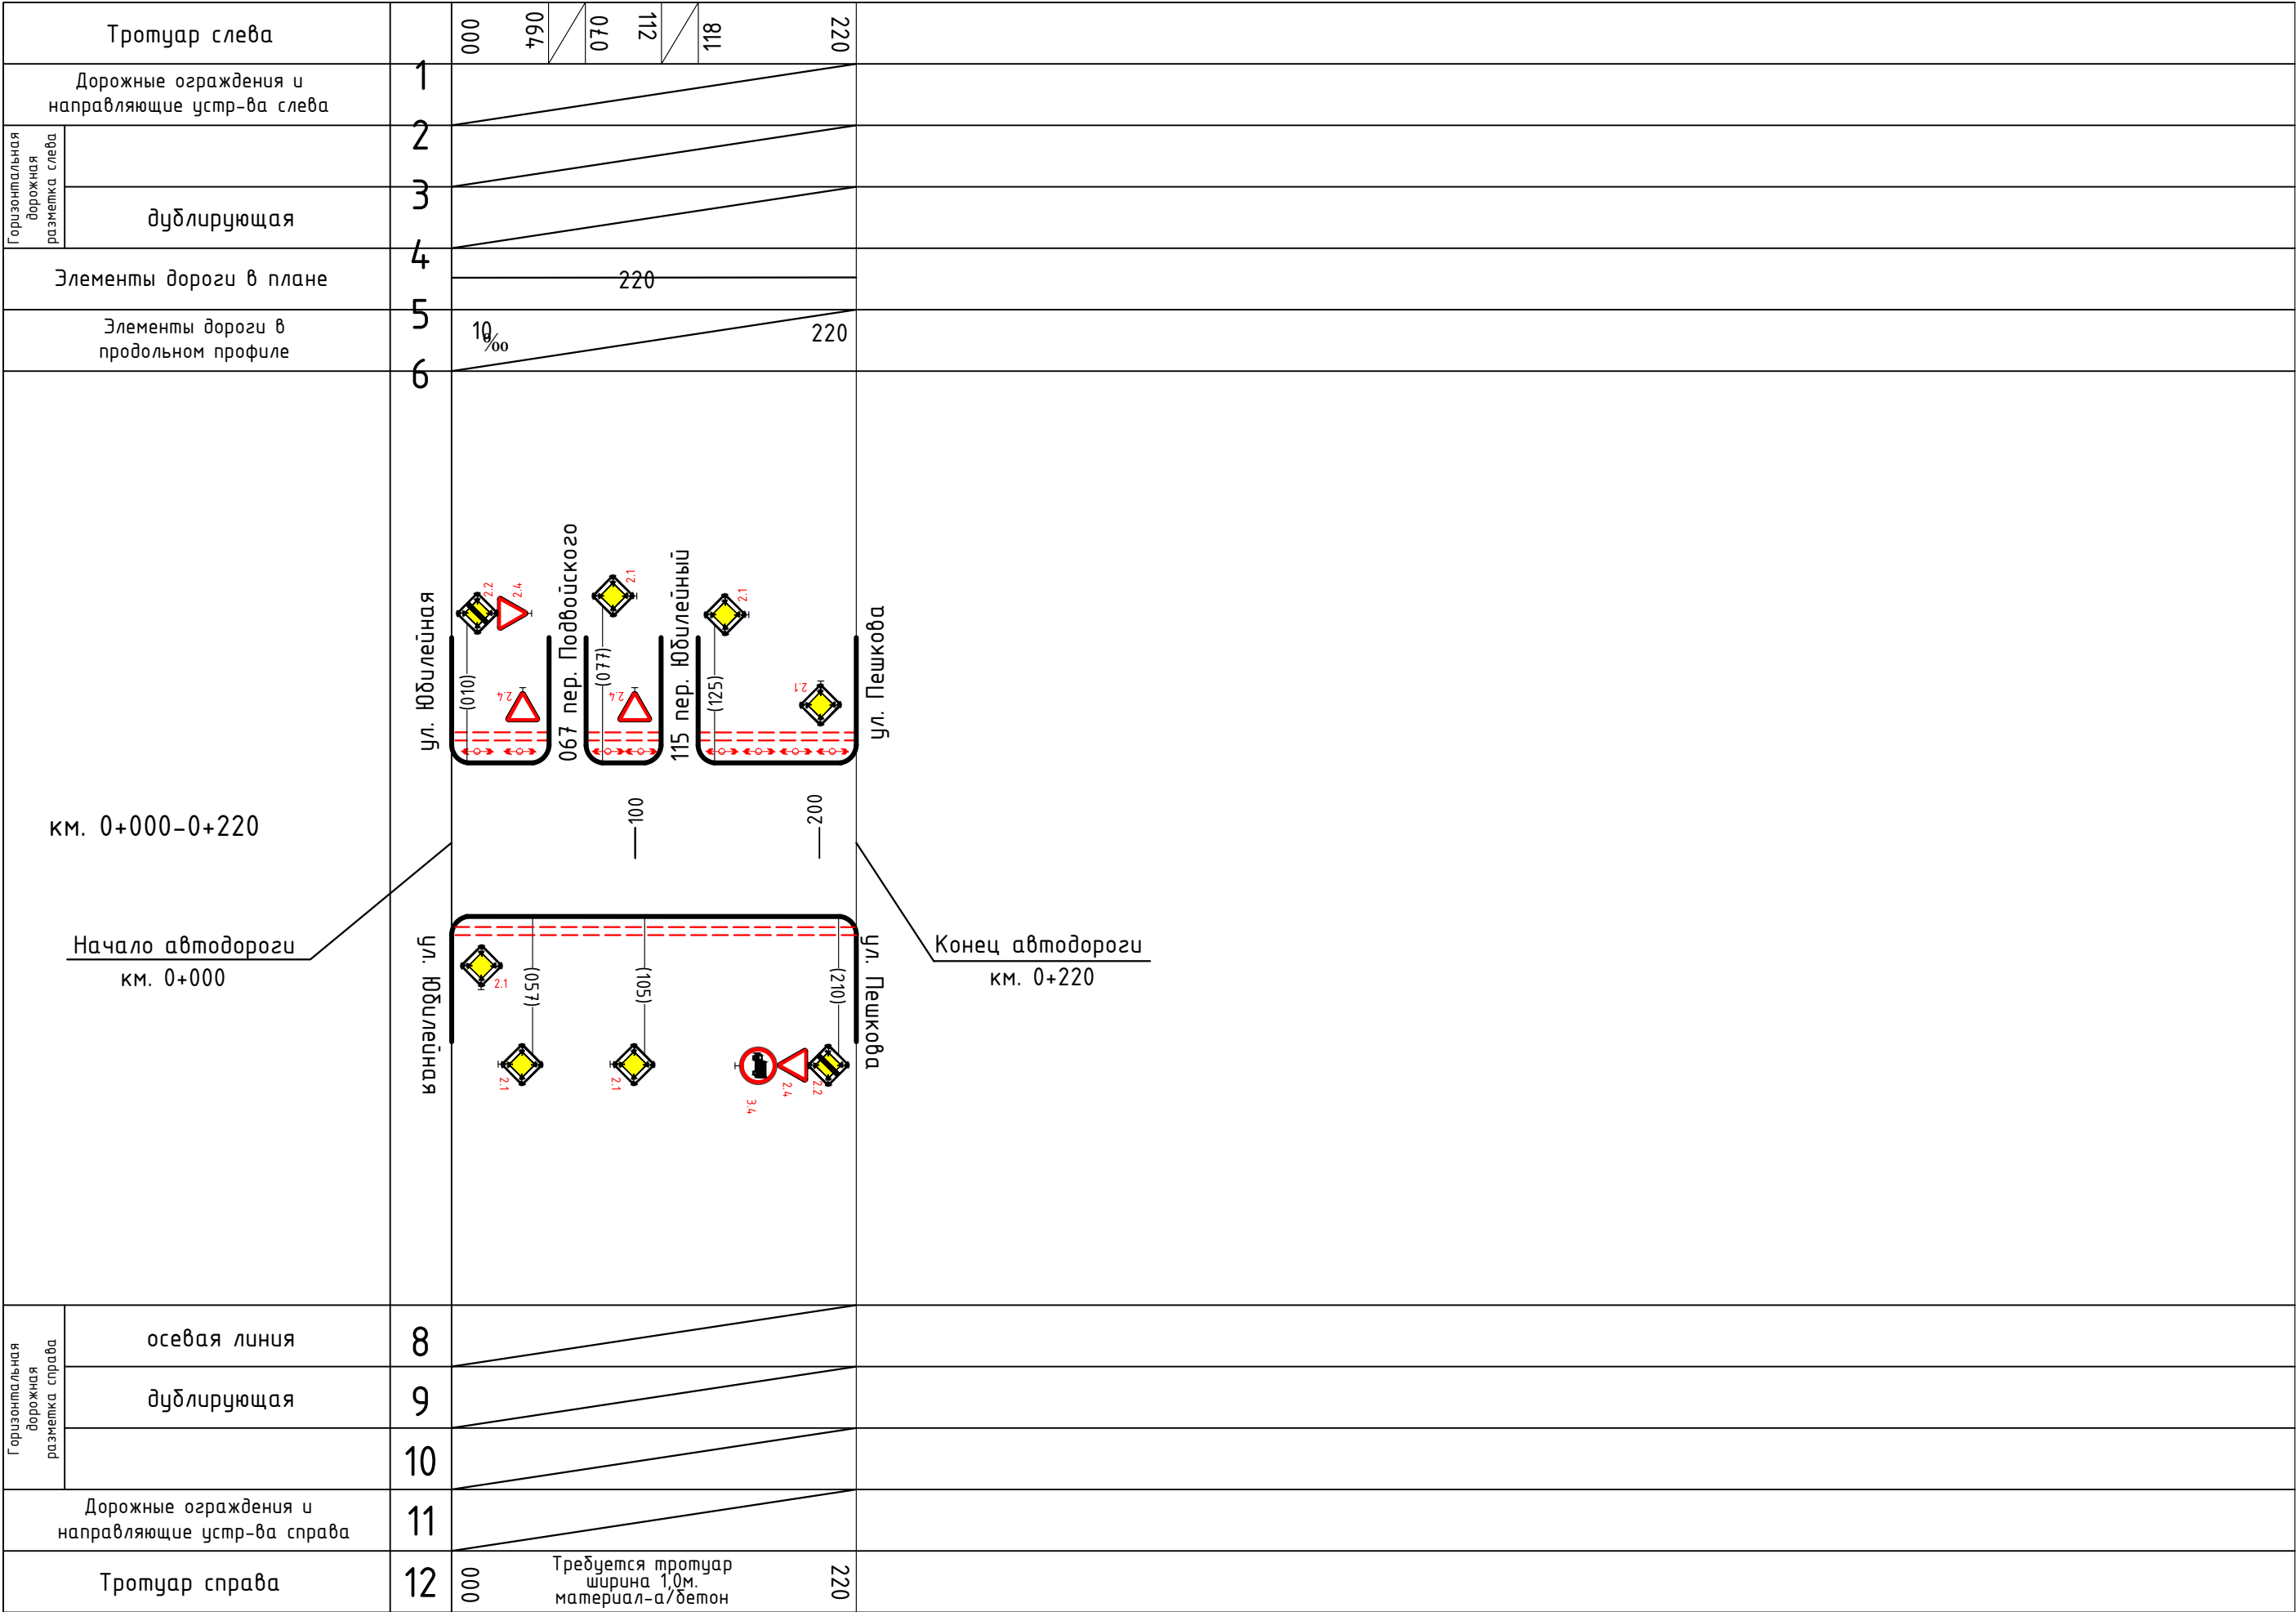 Тротуар слева
000
064
070
112
118
220
1
Дорожные ограждения и
направляющие устр-ва слева
2
Горизонтальная
дорожная
разметка слева
3
дублирующая
4
Элементы дороги в плане
220
5
Элементы дороги в
продольном профиле
10
‰
220
6
ул. Юбилейная
2.2
2.4
(010)
2.4
067 пер. Подвойского
2.1
(077)
2.4
115 пер. Юбилейный
2.1
(125)
2.1
ул. Пешкова
км. 0+000-0+220
100
200
Начало автодороги
км. 0+000
Конец автодороги
км. 0+220
ул. Юбилейная
2.1
(057)
2.1
(105)
2.1
(210)
3.4
2.4
2.2
ул. Пешкова
Горизонтальная
дорожная
разметка справа
осевая линия
8
дублирующая
9
10
Дорожные ограждения и
направляющие устр-ва справа
11
Тротуар справа
12
000
Требуется тротуар
ширина 1,0м.
материал-а/бетон
220